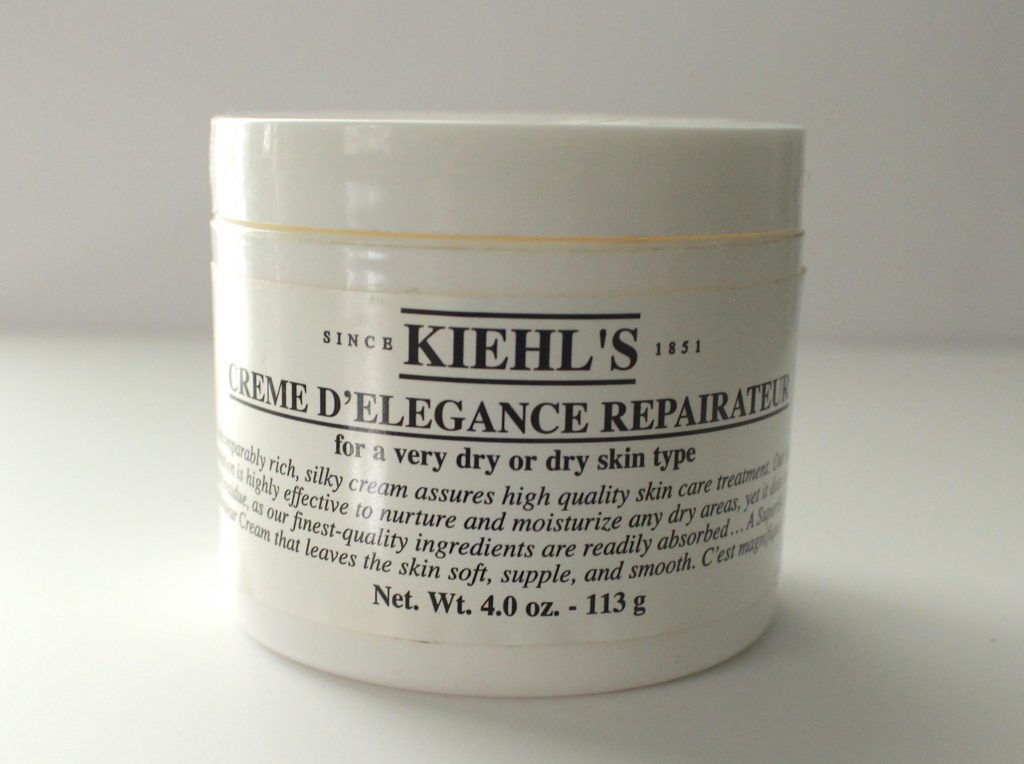 SINCE KIEHL'S 1851
CREME D'ELEGANCE REPAIRATEUR
for a very dry or dry skin type
rich, silky cream assures high quality skin care treatment.
is highly effective to nurture and moisturize any dry areas, yet it
as our finest-quality ingredients are readily absorbed... A
Cream that leaves the skin soft, supple, and smooth. C'est
Net. Wt. 4.0 oz. - 113 g